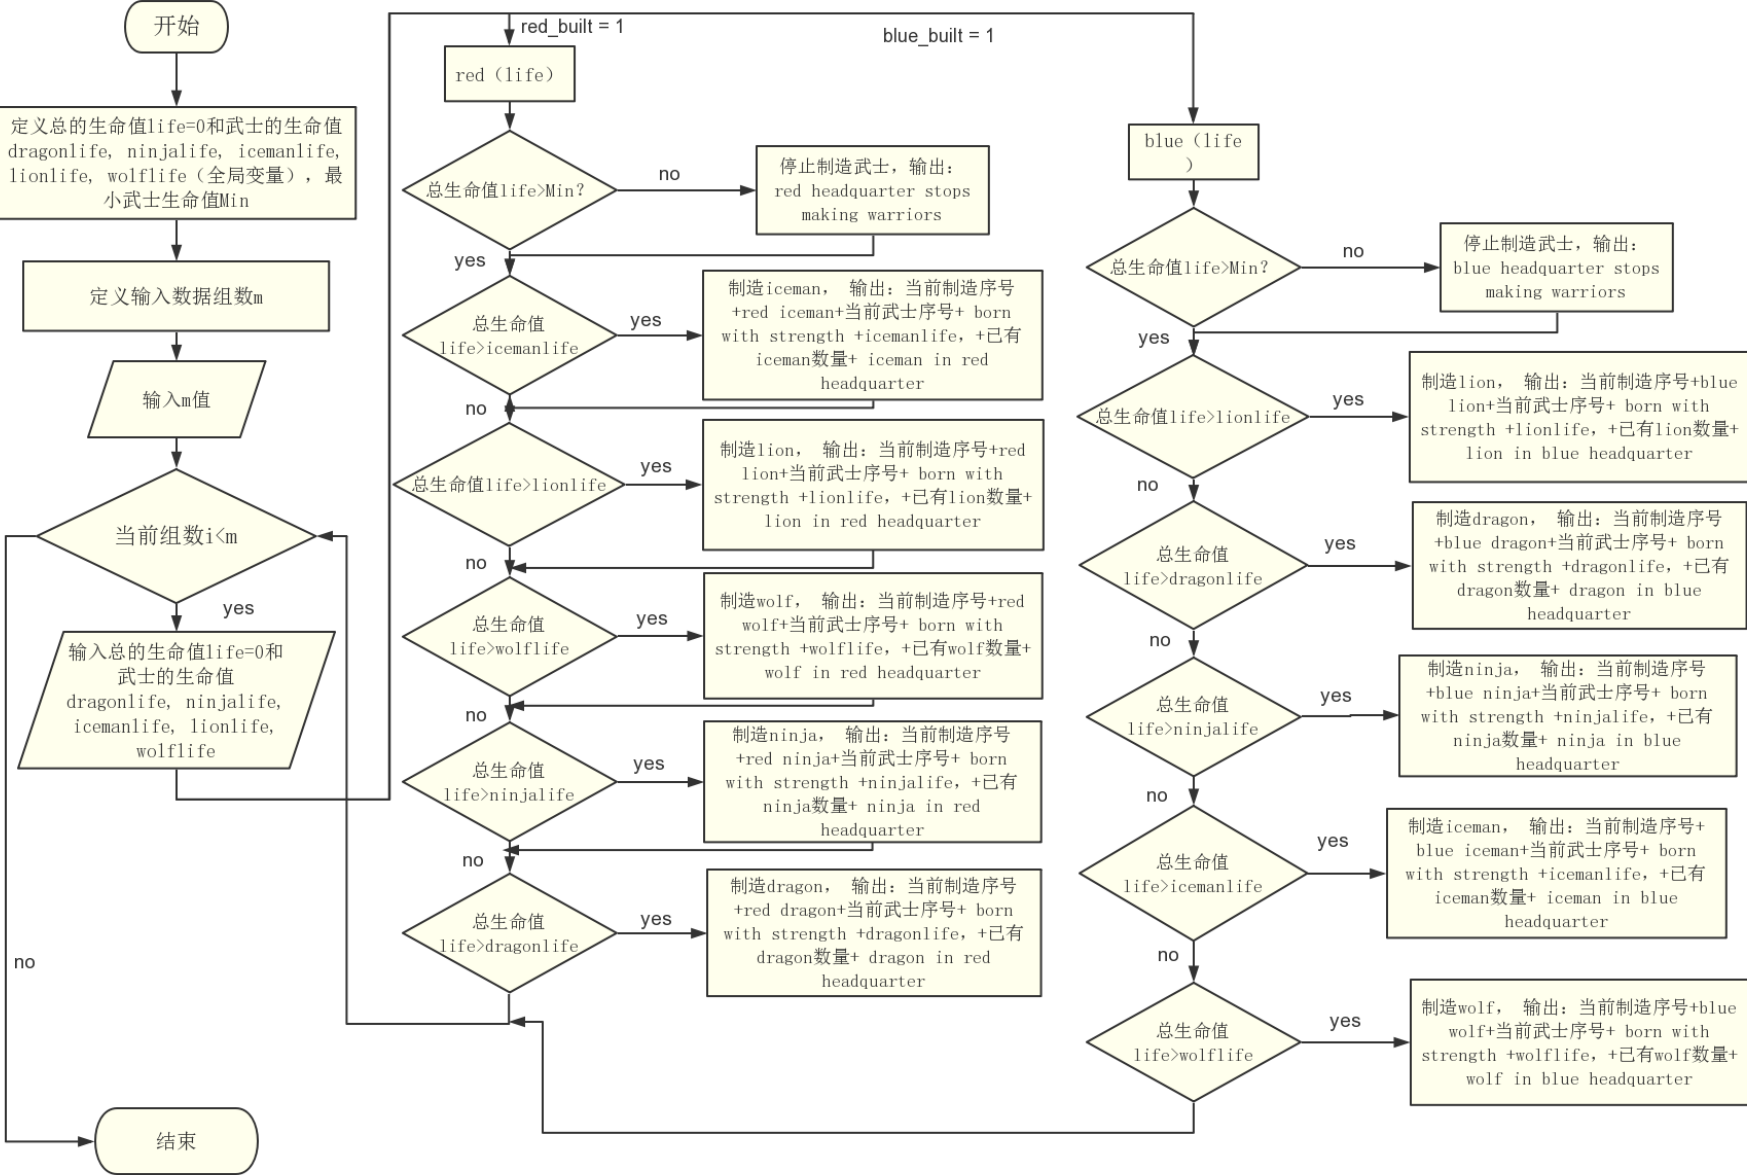 开始
定义总的生命值life=0和武士的生命值
dragonlife, ninjalife, icemanlife,
lionlife, wolflife（全局变量），最
小武士生命值Min
定义输入数据组数m
输入m值
当前组数i<m
yes
no
输入总的生命值life=0和
武士的生命值
dragonlife, ninjalife,
icemanlife, lionlife,
wolflife
结束
red_built = 1
red（life）
总生命值life>Min？
no
停止制造武士，输出：
red headquarter stops
making warriors
yes
总生命值
life>icemanlife
yes
制造iceman， 输出：当前制造序号
+red iceman+当前武士序号+ born
with strength +icemanlife，+已有
iceman数量+ iceman in red
headquarter
no
总生命值life>lionlife
yes
制造lion， 输出：当前制造序号+red
lion+当前武士序号+ born with
strength +lionlife，+已有lion数量+
lion in red headquarter
no
总生命值
life>wolflife
yes
制造wolf， 输出：当前制造序号+red
wolf+当前武士序号+ born with
strength +wolflife，+已有wolf数量+
wolf in red headquarter
no
总生命值
life>ninjalife
yes
制造ninja， 输出：当前制造序号
+red ninja+当前武士序号+ born
with strength +ninjalife，+已有
ninja数量+ ninja in red
headquarter
no
总生命值
life>dragonlife
yes
制造dragon， 输出：当前制造序号
+red dragon+当前武士序号+ born
with strength +dragonlife，+已有
dragon数量+ dragon in red
headquarter
blue_built = 1
blue（life
）
总生命值life>Min？
no
停止制造武士，输出：
blue headquarter stops
making warriors
yes
总生命值life>lionlife
yes
制造lion， 输出：当前制造序号+blue
lion+当前武士序号+ born with
strength +lionlife，+已有lion数量+
lion in blue headquarter
no
总生命值
life>dragonlife
yes
制造dragon， 输出：当前制造序号
+blue dragon+当前武士序号+ born
with strength +dragonlife，+已有
dragon数量+ dragon in blue
headquarter
no
总生命值
life>ninjalife
yes
制造ninja， 输出：当前制造序号
+blue ninja+当前武士序号+ born
with strength +ninjalife，+已有
ninja数量+ ninja in blue
headquarter
no
总生命值
life>icemanlife
yes
制造iceman， 输出：当前制造序号+
blue iceman+当前武士序号+ born
with strength +icemanlife，+已有
iceman数量+ iceman in blue
headquarter
no
总生命值
life>wolflife
yes
制造wolf， 输出：当前制造序号+blue
wolf+当前武士序号+ born with
strength +wolflife，+已有wolf数量+
wolf in blue headquarter